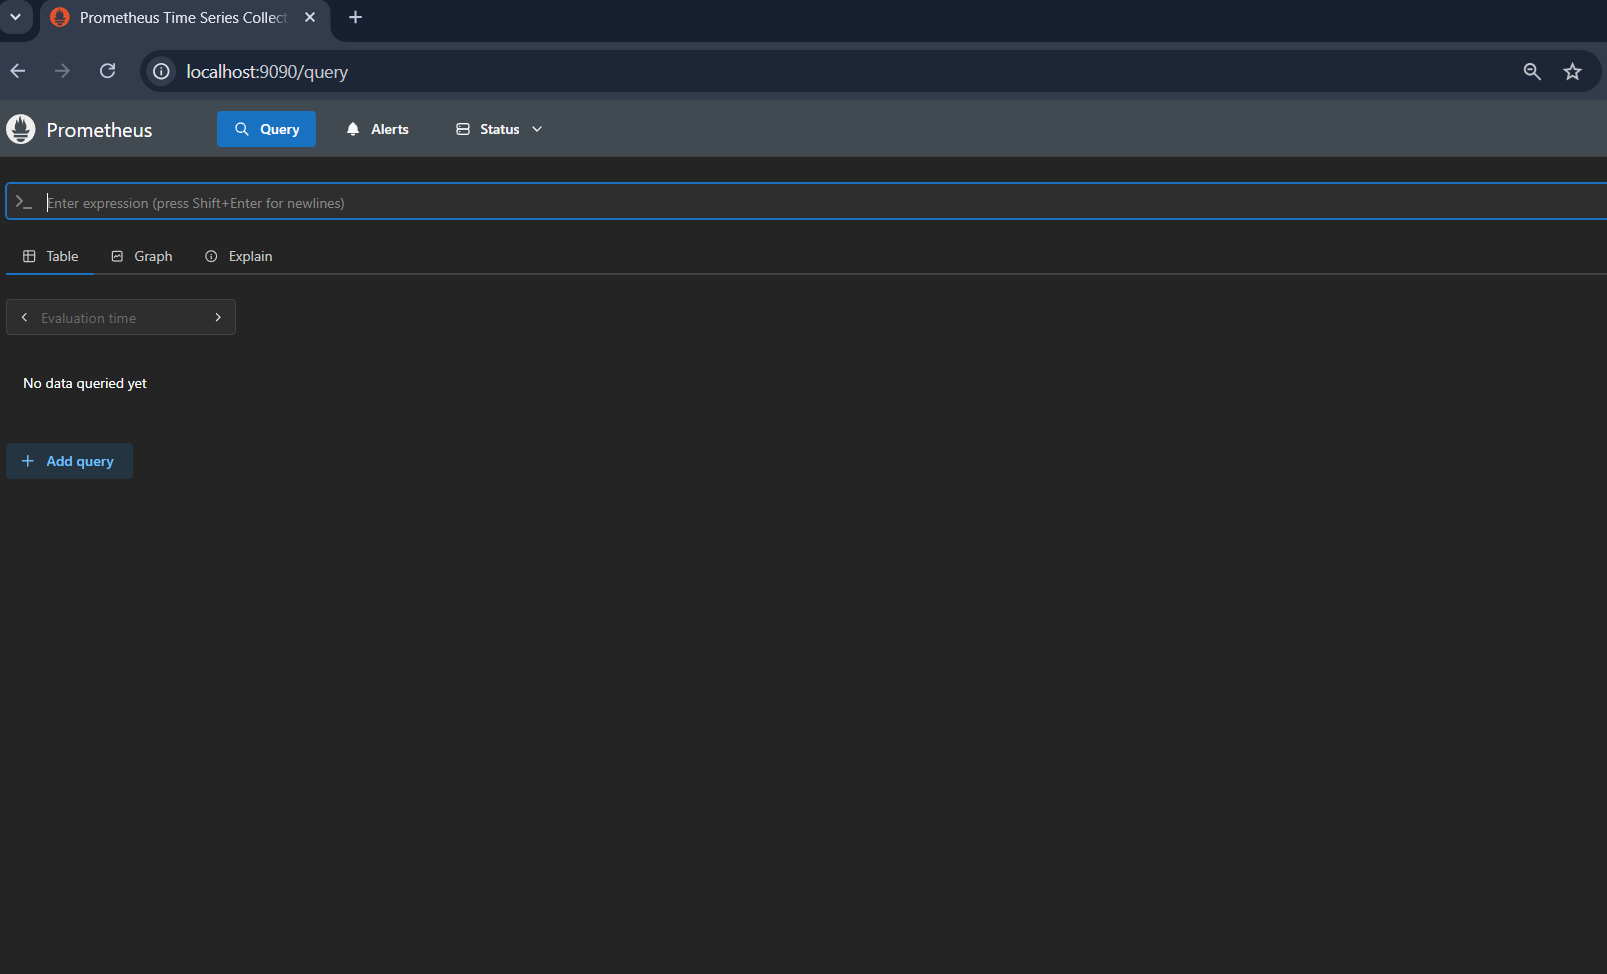 Prometheus Time Series Collect
localhost:9090/query
Prometheus
Query
Alerts
Status
Enter expression (press Shift+Enter for newlines)
Table
Graph
Explain
Evaluation time
No data queried yet
Add query